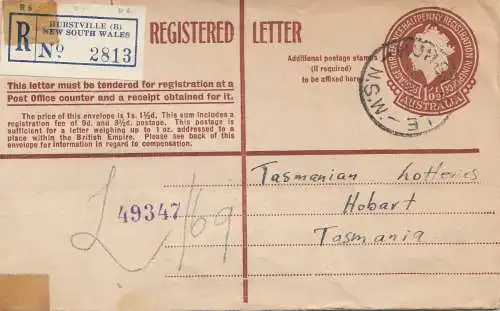 HURSTVILLE (B)
NEW SOUTH WALES
R No 2813
REGISTERED LETTER
Additional postage stamps
(if required)
to be affixed here
AUSTRALIA
N.S.W.
This letter must be tendered for registration at a
Post Office counter and a receipt obtained for it.
The price of this envelope is 1s. 1½d. This sum includes a
registration fee of 9d. and 3½d. postage. This postage is
sufficient for a letter weighing up to 1 oz. addressed to a
place within the British Empire. Please see back of this
envelope for information in regard to compensation.
Tasmanian Lotteries
Hobart
Tasmania
49347
L/69